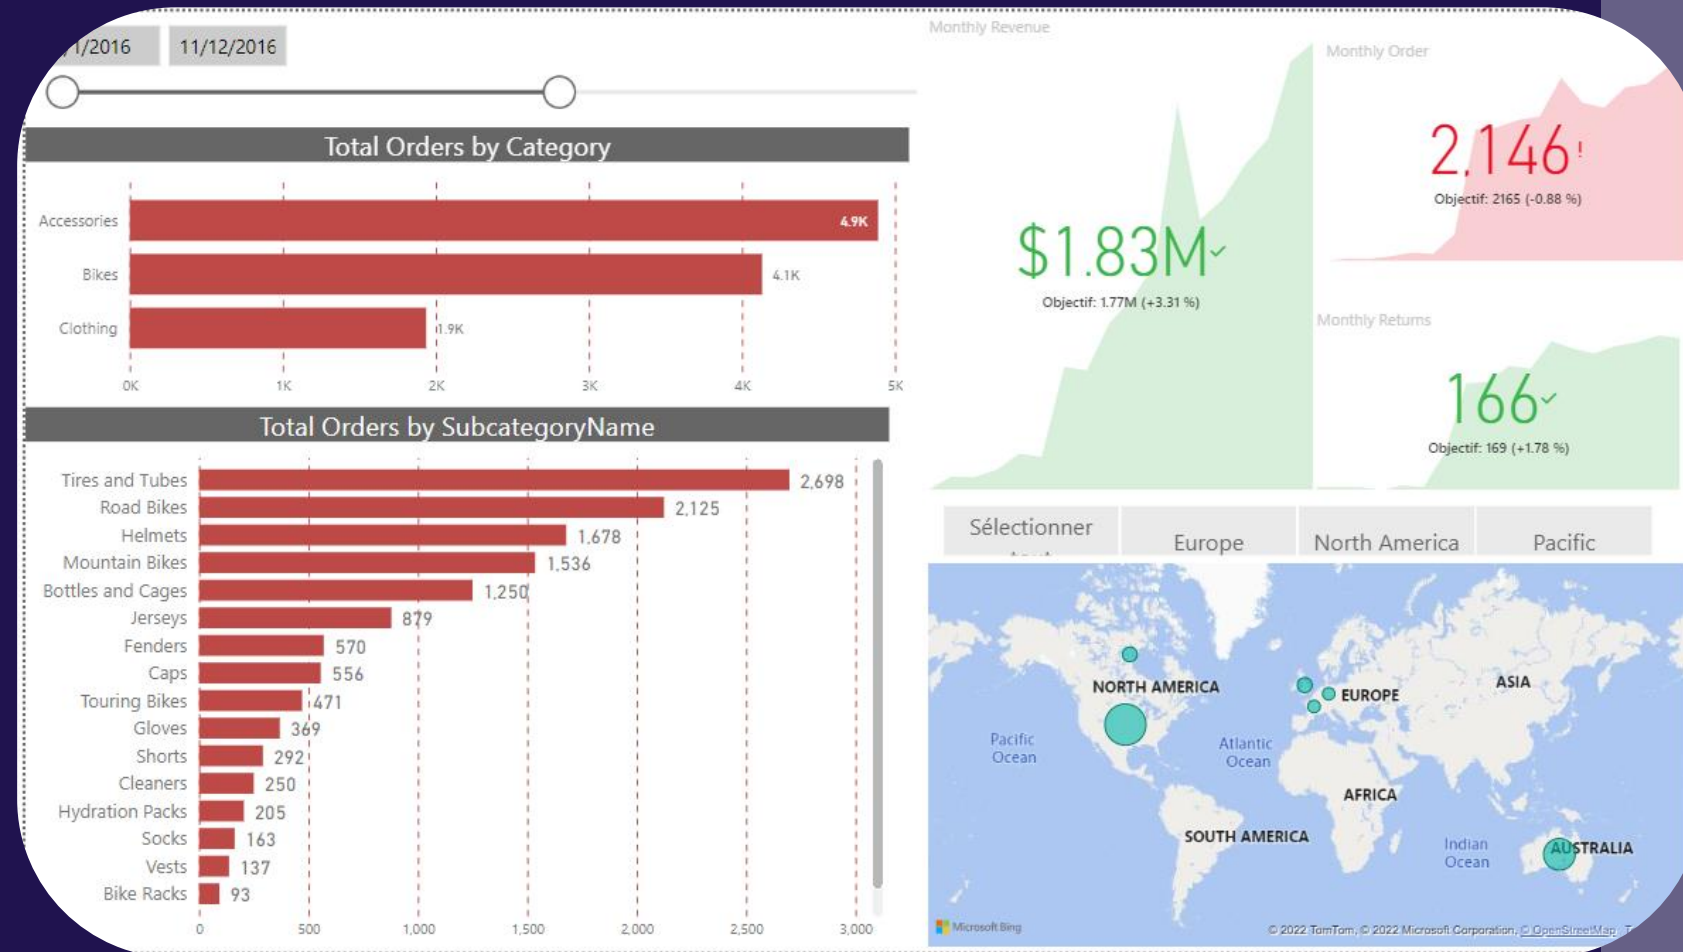 1/2016
11/12/2016
Total Orders by Category
Accessories
4.9K
Bikes
4.1K
Clothing
1.9K
0K
1K
2K
3K
4K
5K
Total Orders by SubcategoryName
Tires and Tubes
2,698
Road Bikes
2,125
Helmets
1,678
Mountain Bikes
1,536
Bottles and Cages
1,250
Jerseys
879
Fenders
570
Caps
556
Touring Bikes
471
Gloves
369
Shorts
292
Cleaners
250
Hydration Packs
205
Socks
163
Vests
137
Bike Racks
93
0
500
1,000
1,500
2,000
2,500
3,000
Monthly Revenue
$1.83M
Objectif: 1.77M (+3.31 %)
Monthly Order
2,146!
Objectif: 2165 (-0.88 %)
Monthly Returns
166
Objectif: 169 (+1.78 %)
Sélectionner
Europe
North America
Pacific
NORTH AMERICA
EUROPE
ASIA
Pacific
Ocean
Atlantic
Ocean
AFRICA
SOUTH AMERICA
Indian
Ocean
AUSTRALIA
Microsoft Bing
© 2022 TomTom, © 2022 Microsoft Corporation, © OpenStreetMap